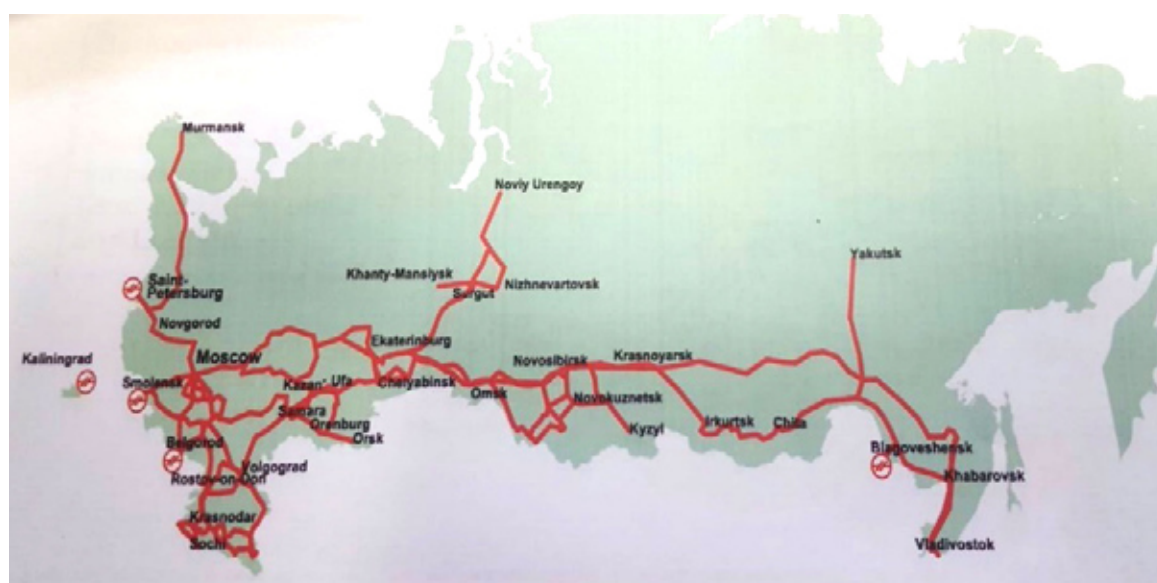 Murmansk
Noviy Urengoy
Yakutsk
Khanty-Mansiysk
Saint-
Petersburg
Surgut
Nizhnevartovsk
Novgorod
Ekaterinburg
Moscow
Kaliningrad
Novosibirsk
Krasnoyarsk
Smolensk
Kazan'
Ufa
Chelyabinsk
Omsk
Novokuznetsk
Samara
Orenburg
Orsk
Kyzyl
Irkurtsk
Chita
Belgorod
Blagoveshensk
Volgograd
Rostov-on-Don
Khabarovsk
Krasnodar
Sochi
Vladivostok